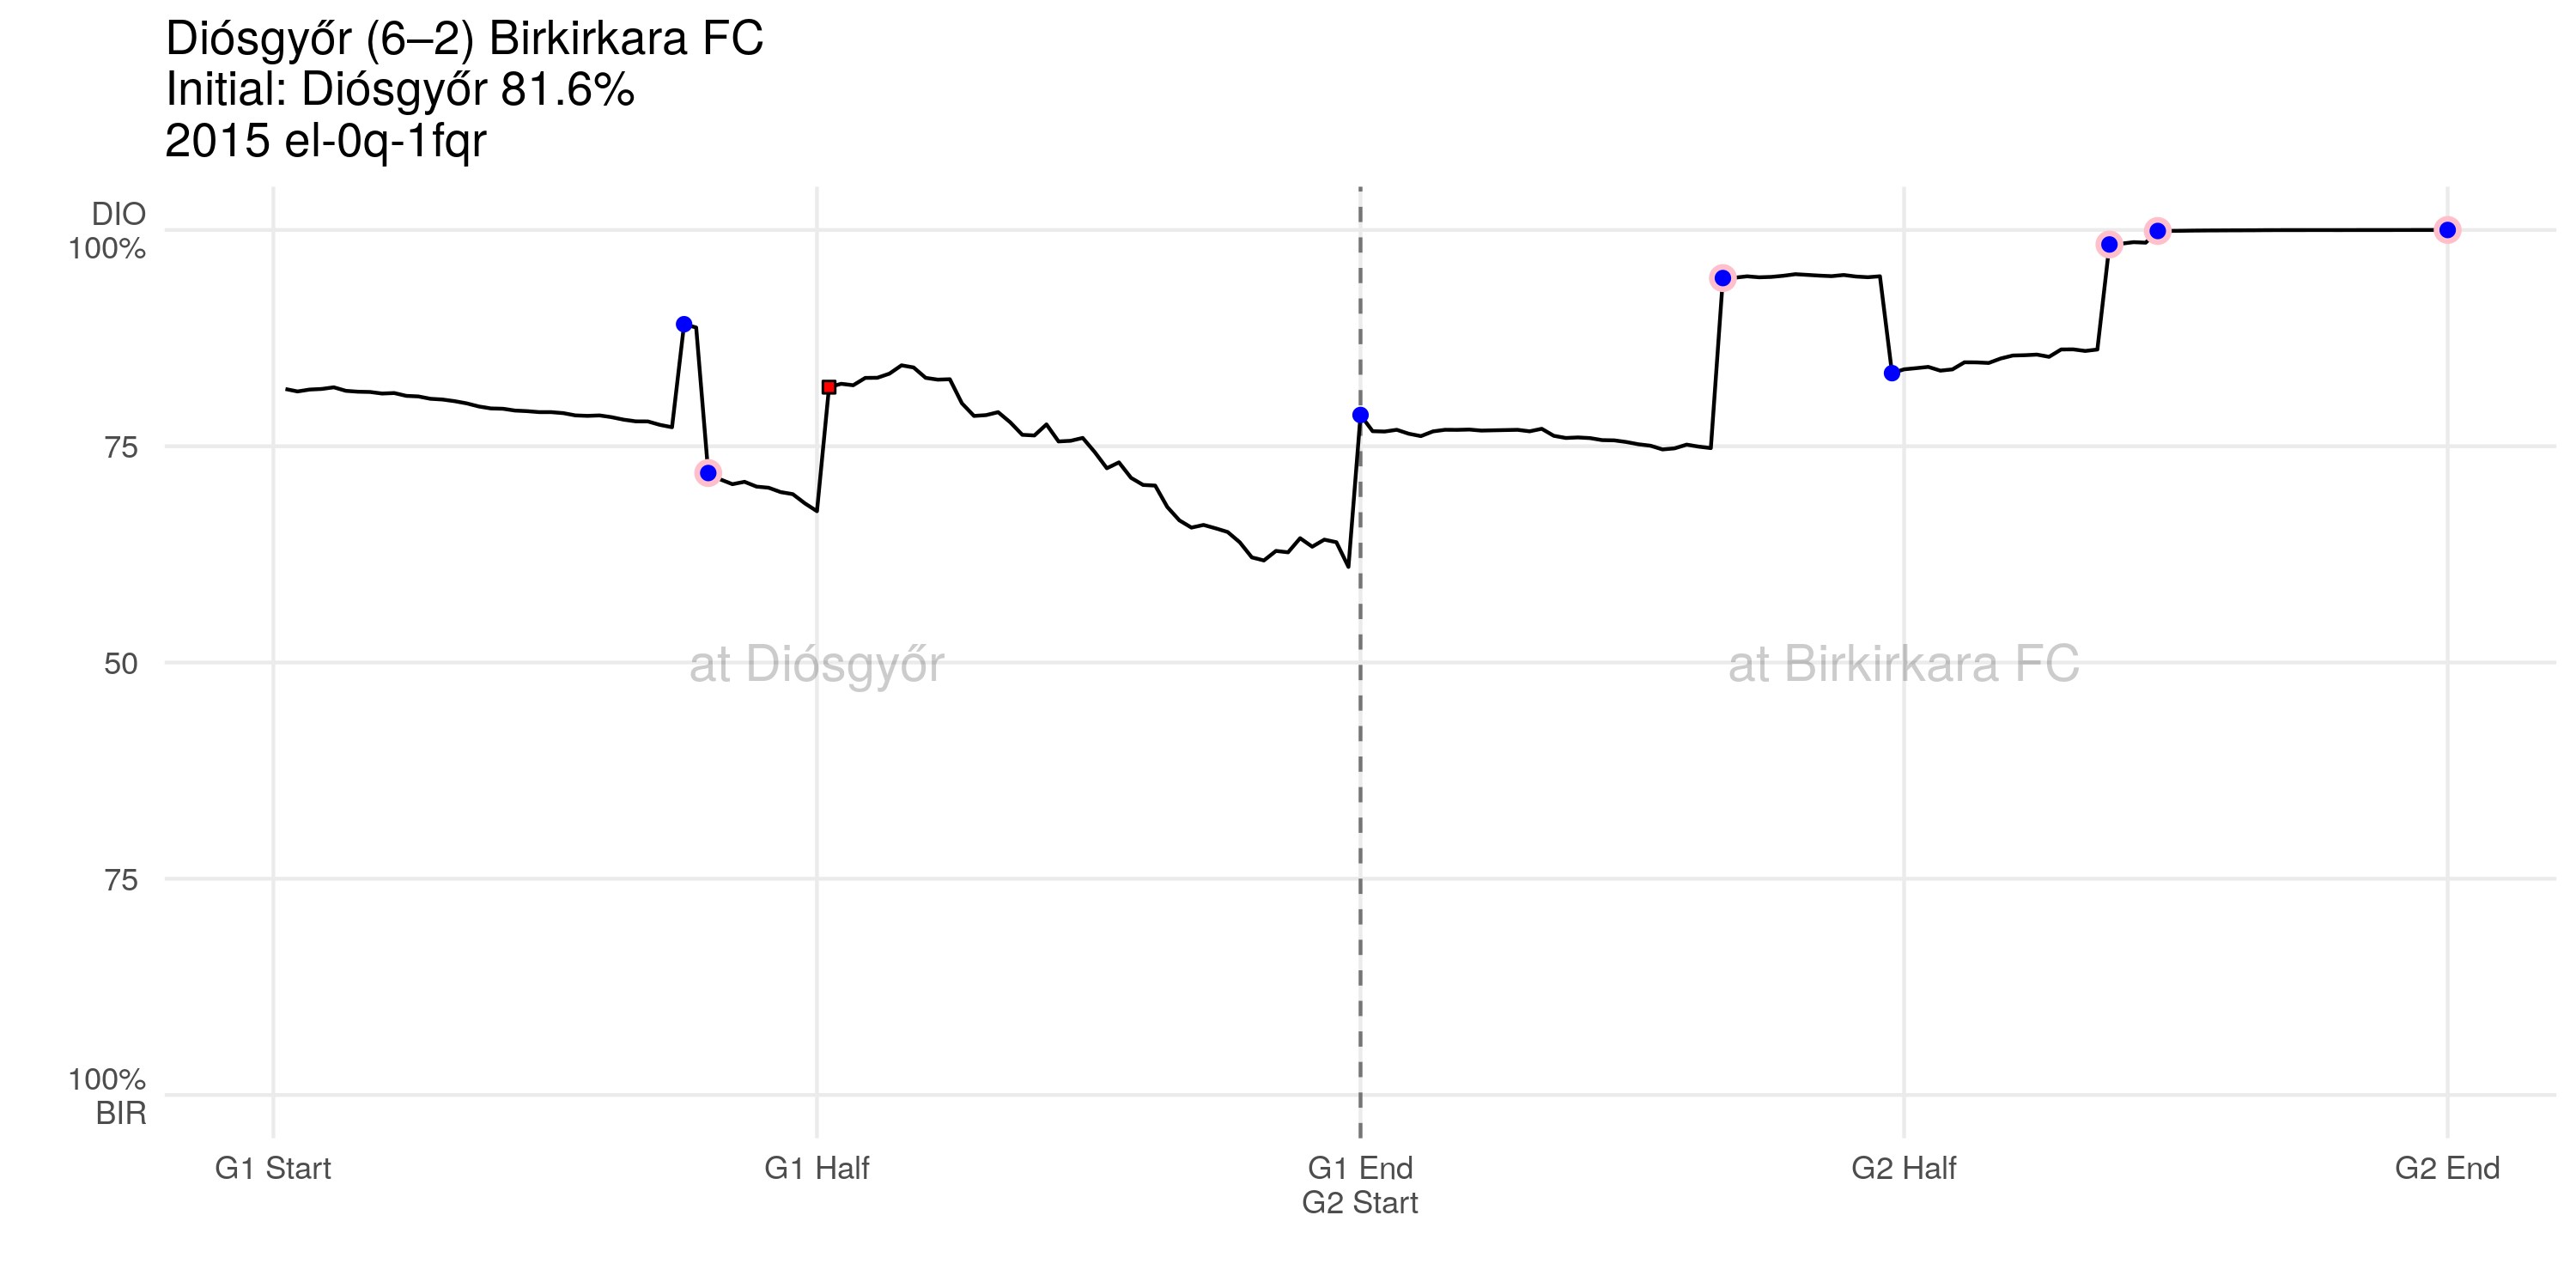 Diósgyőr (6–2) Birkirkara FC
Initial: Diósgyőr 81.6%
2015 el-0q-1fqr
DIO
100%
75
50
75
100%
BIR
at Diósgyőr
at Birkirkara FC
G1 Start
G1 Half
G1 End
G2 Start
G2 Half
G2 End